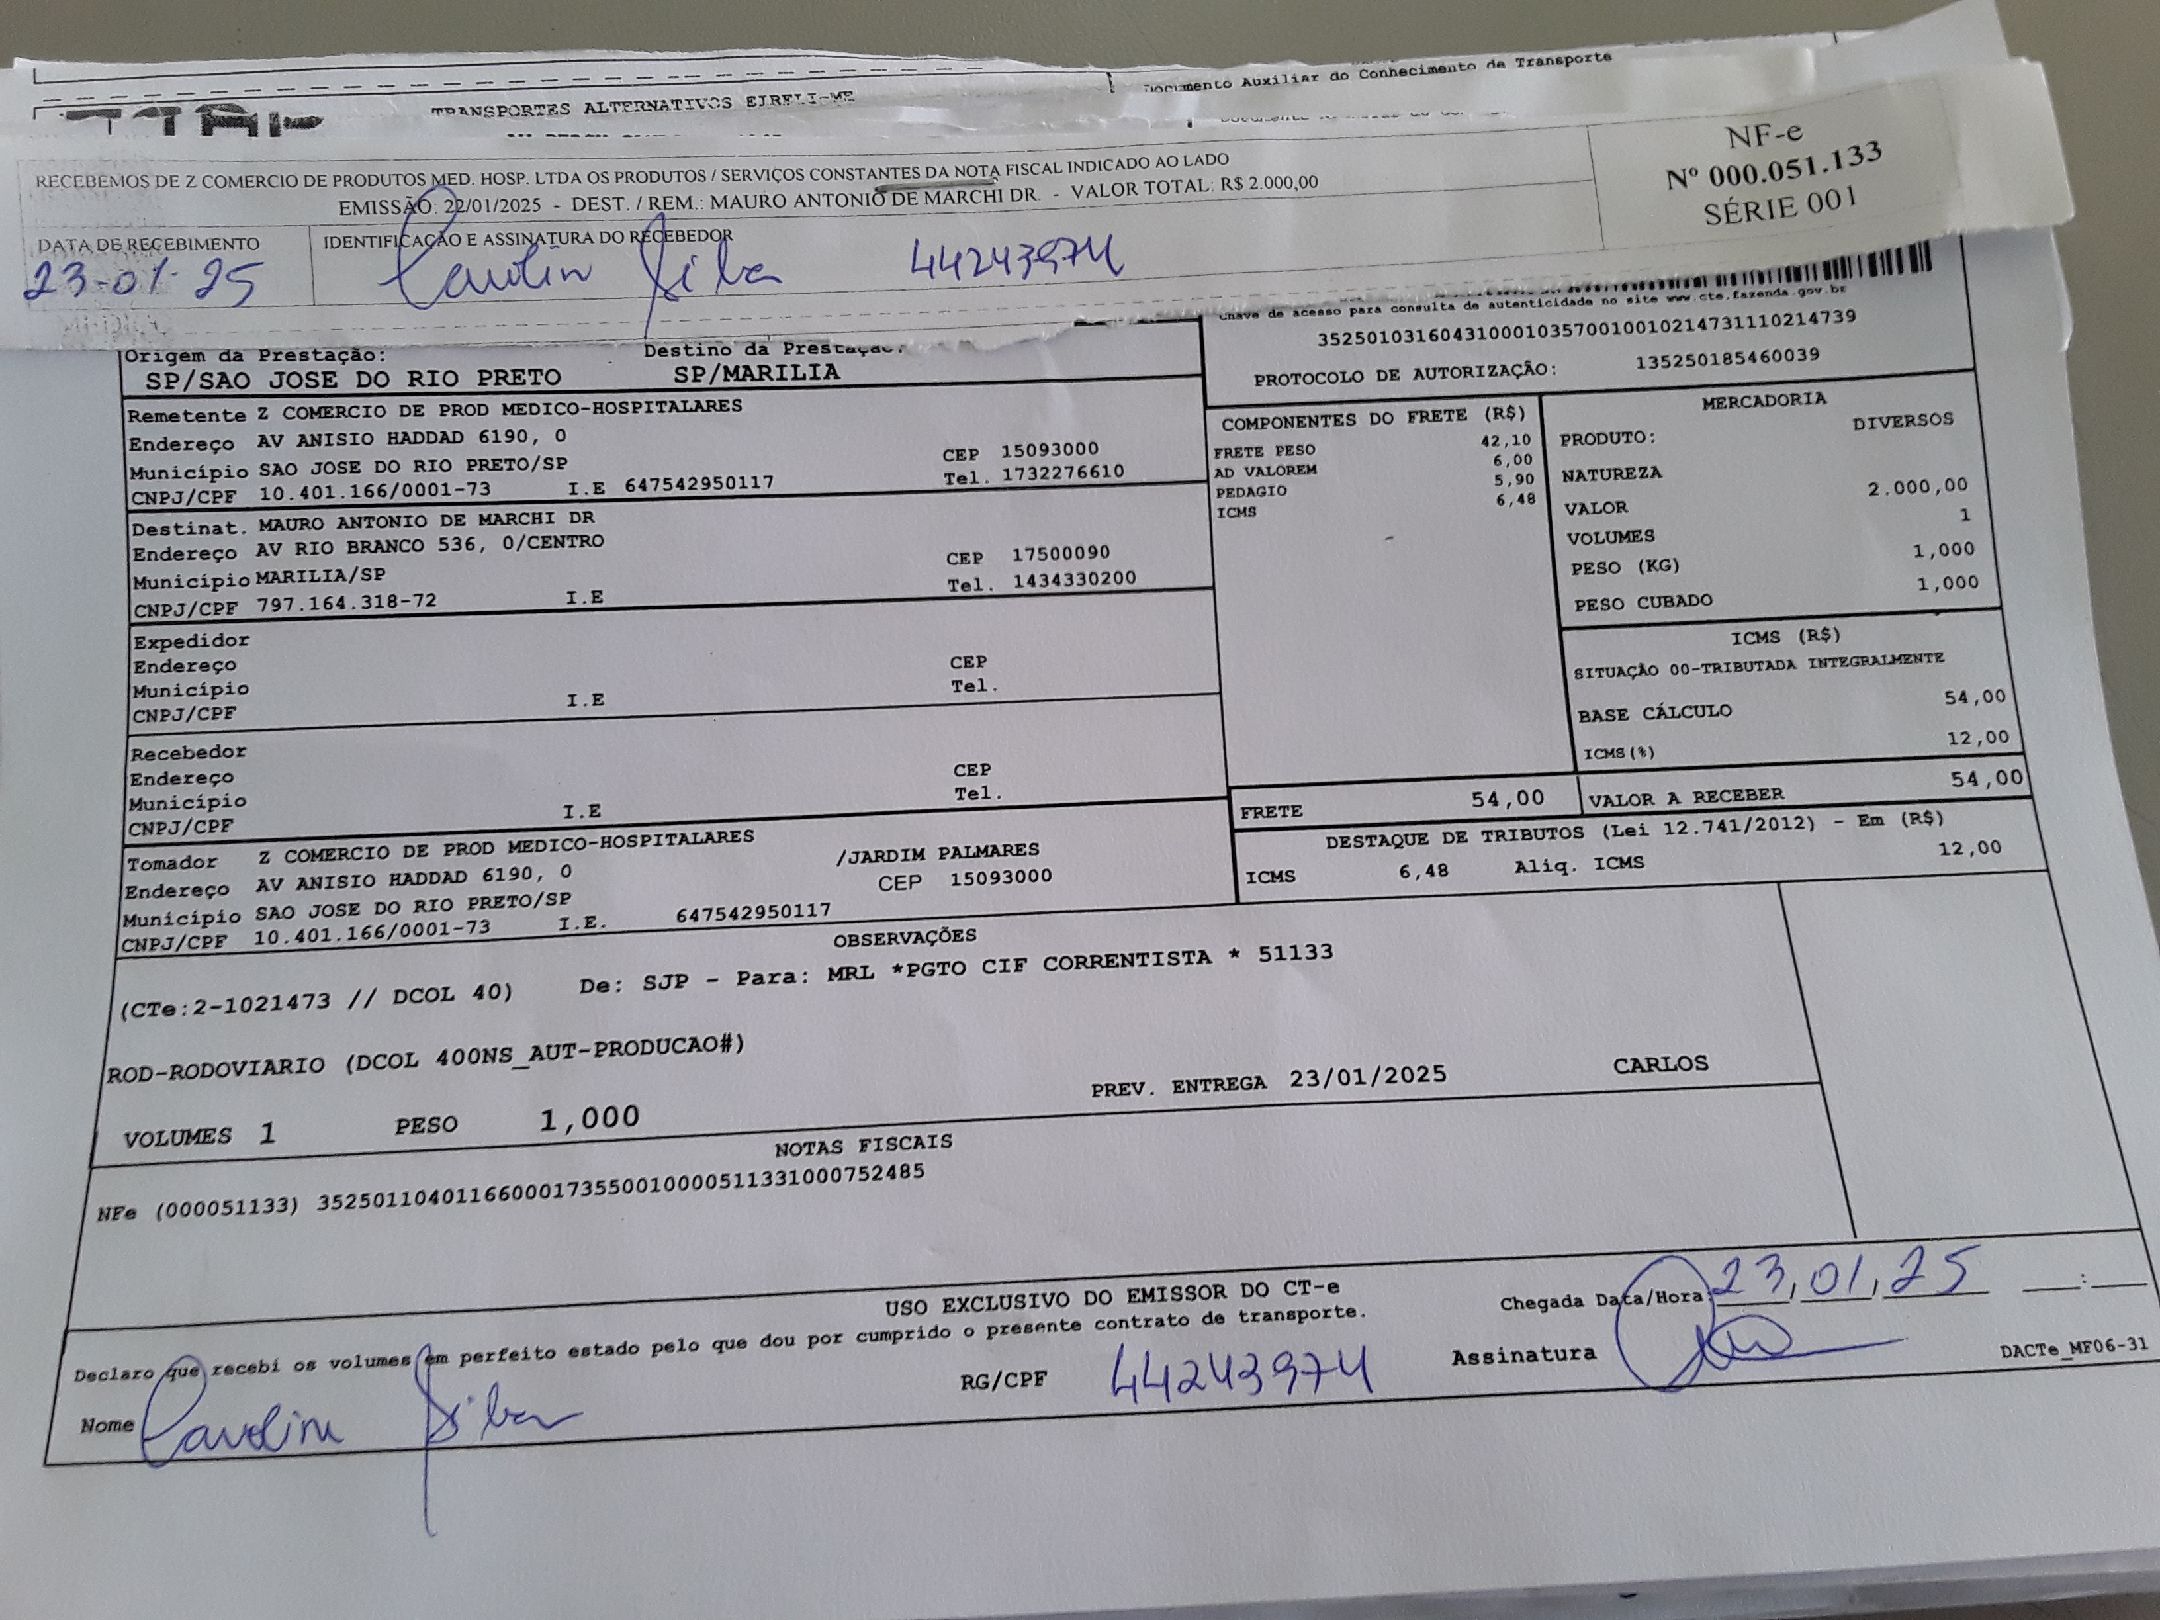 TRANSPORTES ALTERNATIVOS EIRELI-ME
Documento Auxiliar do Conhecimento de Transporte
RECEBEMOS DE Z COMERCIO DE PRODUTOS MED. HOSP. LTDA OS PRODUTOS / SERVIÇOS CONSTANTES DA NOTA FISCAL INDICADO AO LADO
EMISSÃO: 22/01/2025 - DEST. / REM.: MAURO ANTONIO DE MARCHI DR. - VALOR TOTAL: R$ 2.000,00
NF-e
Nº 000.051.133
SÉRIE 001
DATA DE RECEBIMENTO
23-01-25
IDENTIFICAÇÃO E ASSINATURA DO RECEBEDOR
Silva 44243974
Chave de acesso para consulta de autenticidade no site www.cte.fazenda.gov.br
35250103160431000103570010010214731110214739
PROTOCOLO DE AUTORIZAÇÃO: 135250185460039
Origem da Prestação: Destino da Prestação:
SP/SAO JOSE DO RIO PRETO SP/MARILIA
Remetente Z COMERCIO DE PROD MEDICO-HOSPITALARES
Endereço AV ANISIO HADDAD 6190, 0
Município SAO JOSE DO RIO PRETO/SP CEP 15093000
CNPJ/CPF 10.401.166/0001-73 I.E 647542950117 Tel. 1732276610
Destinat. MAURO ANTONIO DE MARCHI DR
Endereço AV RIO BRANCO 536, 0/CENTRO
Município MARILIA/SP CEP 17500090
CNPJ/CPF 797.164.318-72 I.E Tel. 1434330200
Expedidor
Endereço
Município CEP
CNPJ/CPF I.E Tel.
Recebedor
Endereço
Município CEP
CNPJ/CPF I.E Tel.
Tomador Z COMERCIO DE PROD MEDICO-HOSPITALARES
Endereço AV ANISIO HADDAD 6190, 0 /JARDIM PALMARES
Município SAO JOSE DO RIO PRETO/SP CEP 15093000
CNPJ/CPF 10.401.166/0001-73 I.E. 647542950117
COMPONENTES DO FRETE (R$)
FRETE PESO 42,10
AD VALOREM 6,00
PEDAGIO 5,90
ICMS 6,48
MERCADORIA
PRODUTO: DIVERSOS
NATUREZA
VALOR 2.000,00
VOLUMES 1
PESO (KG) 1,000
PESO CUBADO 1,000
ICMS (R$)
SITUAÇÃO 00-TRIBUTADA INTEGRALMENTE
BASE CÁLCULO 54,00
ICMS(%) 12,00
FRETE 54,00 VALOR A RECEBER 54,00
DESTAQUE DE TRIBUTOS (Lei 12.741/2012) - Em (R$)
ICMS 6,48 Aliq. ICMS 12,00
OBSERVAÇÕES
(CTe:2-1021473 // DCOL 40) De: SJP - Para: MRL *PGTO CIF CORRENTISTA * 51133
ROD-RODOVIARIO (DCOL 400NS_AUT-PRODUCAO#)
VOLUMES 1 PESO 1,000 PREV. ENTREGA 23/01/2025 CARLOS
NOTAS FISCAIS
NFe (000051133) 35250110401166000173550010000511331000752485
USO EXCLUSIVO DO EMISSOR DO CT-e
Declaro que recebi os volumes em perfeito estado pelo que dou por cumprido o presente contrato de transporte.
Chegada Data/Hora: 23,01,25 :
Nome Caroline Silva RG/CPF 44243974 Assinatura
DACTe_MF06-31